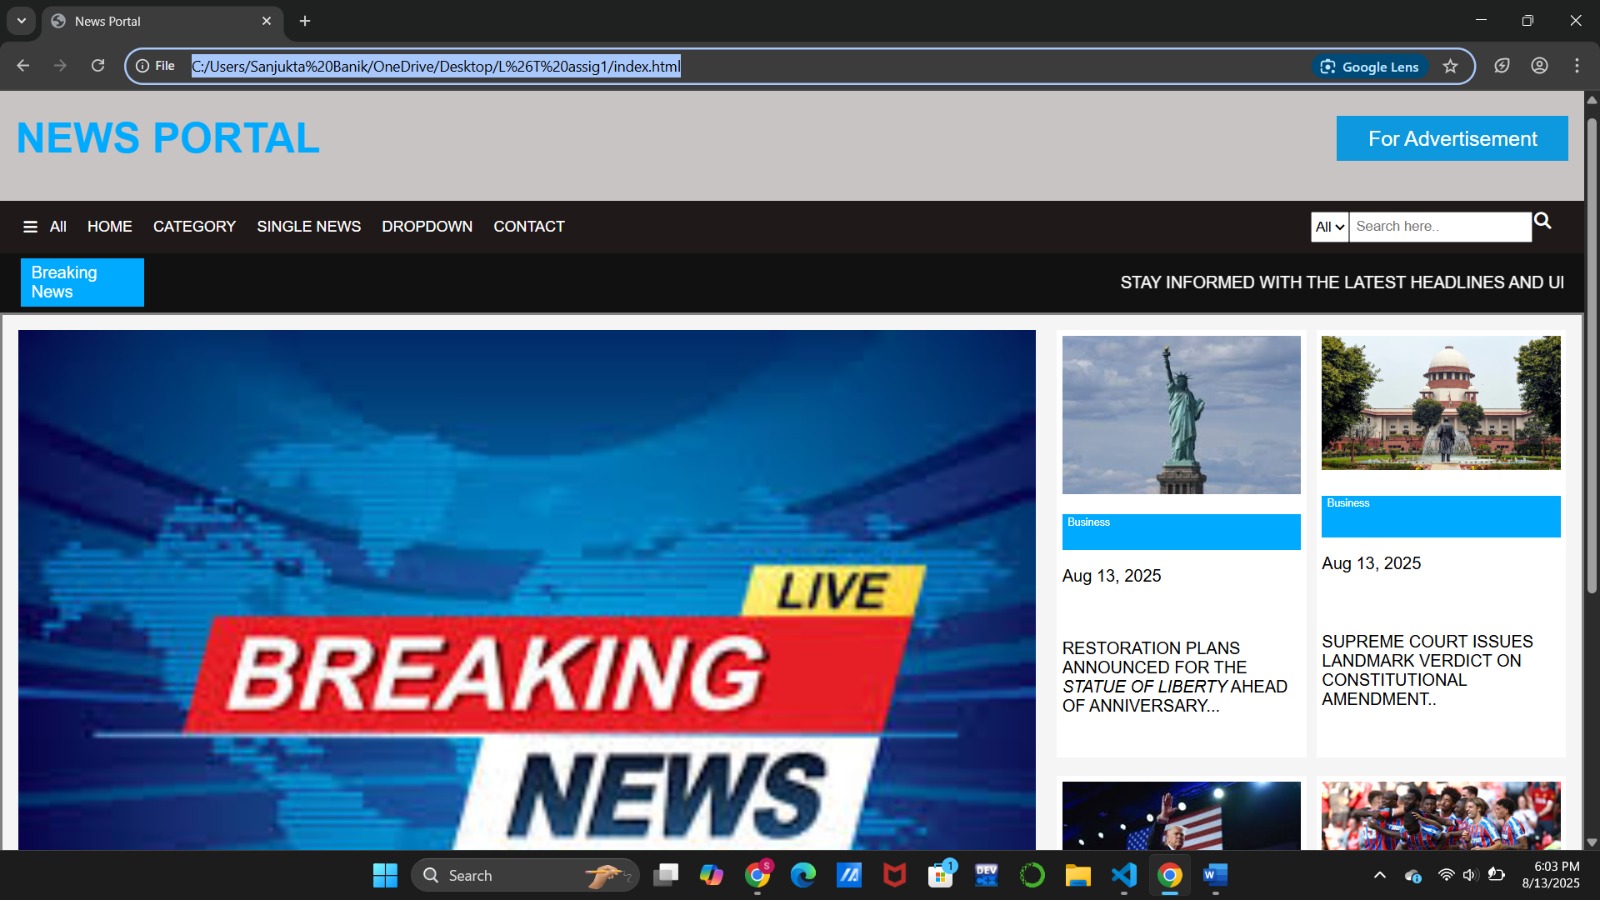 News Portal
File C:/Users/Sanjukta%20Banik/OneDrive/Desktop/L%26T%20assig1/index.html Google Lens
NEWS PORTAL
For Advertisement
All HOME CATEGORY SINGLE NEWS DROPDOWN CONTACT
All Search here..
Breaking
News
STAY INFORMED WITH THE LATEST HEADLINES AND UI
LIVE
BREAKING
NEWS
Business
Aug 13, 2025
RESTORATION PLANS
ANNOUNCED FOR THE
STATUE OF LIBERTY AHEAD
OF ANNIVERSARY...
Business
Aug 13, 2025
SUPREME COURT ISSUES
LANDMARK VERDICT ON
CONSTITUTIONAL
AMENDMENT..
Search
S
1
DEV
C++
W
6:03 PM
8/13/2025